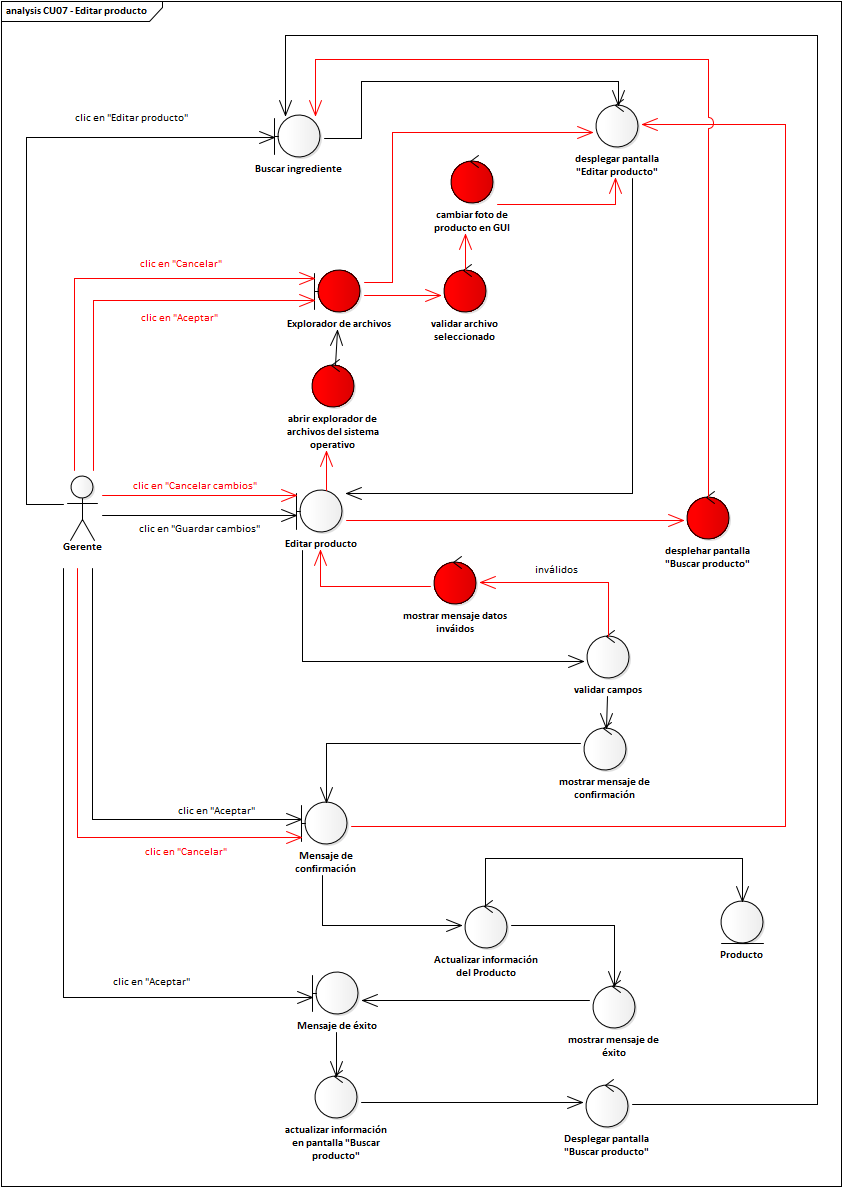 analysis CU07 - Editar producto
clic en "Editar producto"
Buscar ingrediente
desplegar pantalla
"Editar producto"
cambiar foto de
producto en GUI
clic en "Cancelar"
clic en "Aceptar"
Explorador de archivos
validar archivo
seleccionado
abrir explorador de
archivos del sistema
operativo
clic en "Cancelar cambios"
clic en "Guardar cambios"
Gerente
Editar producto
desplehar pantalla
"Buscar producto"
inválidos
mostrar mensaje datos
inváidos
validar campos
mostrar mensaje de
confirmación
clic en "Aceptar"
clic en "Cancelar"
Mensaje de
confirmación
Actualizar información
del Producto
Producto
clic en "Aceptar"
Mensaje de éxito
mostrar mensaje de
éxito
actualizar información
en pantalla "Buscar
producto"
Desplegar pantalla
"Buscar producto"